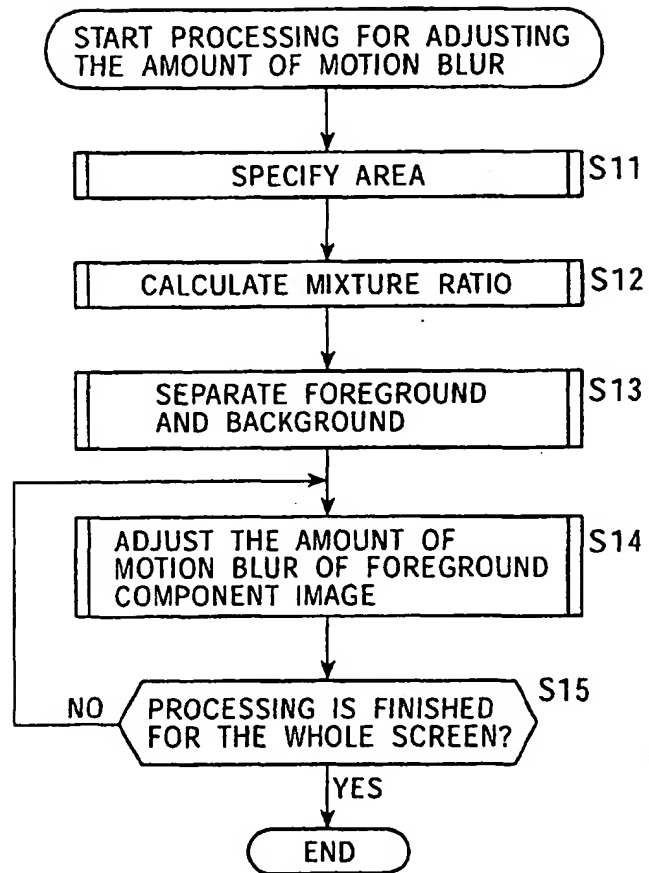 START PROCESSING FOR ADJUSTING
THE AMOUNT OF MOTION BLUR
SPECIFY AREA
S11
CALCULATE MIXTURE RATIO
S12
SEPARATE FOREGROUND
AND BACKGROUND
S13
ADJUST THE AMOUNT OF
MOTION BLUR OF FOREGROUND
COMPONENT IMAGE
S14
PROCESSING IS FINISHED
FOR THE WHOLE SCREEN?
S15
NO
YES
END